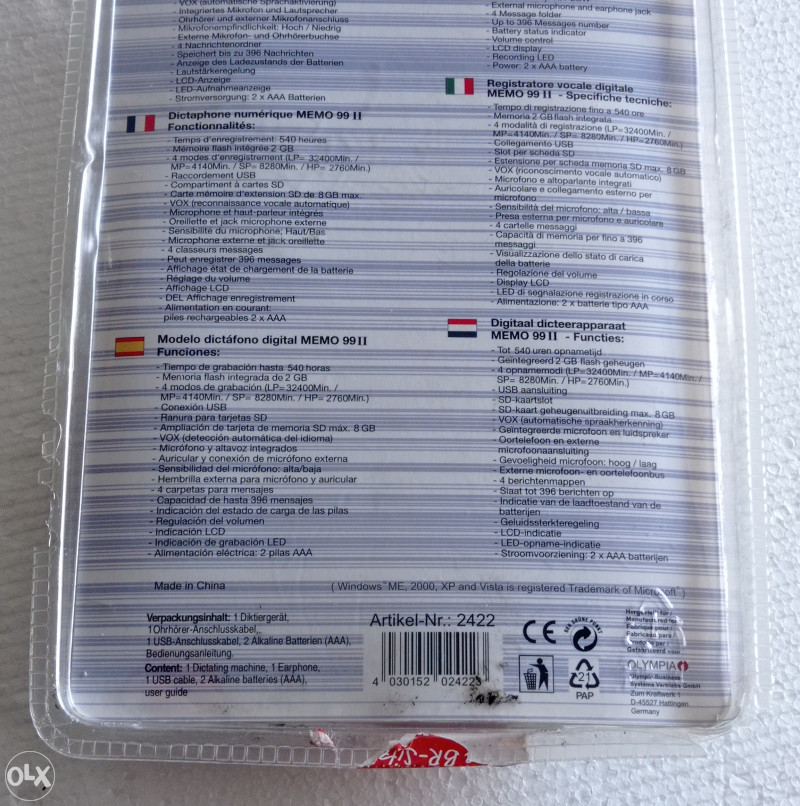 - VOX (automatische Sprachaktivierung)
- Integriertes Mikrofon und Lautsprecher
- Ohrhörer und externer Mikrofonanschluss
- Mikrofonempfindlichkeit: Hoch / Niedrig
- Externe Mikrofon- und Ohrhörerbuchse
- 4 Nachrichtenordner
- Speichert bis zu 396 Nachrichten
- Anzeige des Ladezustands der Batterien
- Lautstärkeregelung
- LCD-Anzeige
- LED-Aufnahmeanzeige
- Stromversorgung: 2 x AAA Batterien
Dictaphone numérique MEMO 99 II
Fonctionnalités:
- Temps d'enregistrement: 540 heures
- Mémoire flash intégrée 2 GB
- 4 modes d'enregistrement (LP= 32400Min. /
MP=4140Min. / SP= 8280Min. / HP=2760Min.)
- Raccordement USB
- Compartiment à cartes SD
- Carte mémoire d'extension SD de 8GB max.
- VOX (reconnaissance vocale automatique)
- Microphone et haut-parleur intégrés
- Oreillette et jack microphone externe
- Sensibilité du microphone; Haut/Bas
- Microphone externe et jack oreillette
- 4 classeurs messages
- Peut enregistrer 396 messages
- Affichage état de chargement de la batterie
- Réglage du volume
- Affichage LCD
- DEL Affichage enregistrement
- Alimentation en courant:
piles rechargeables 2 x AAA
Modelo dictáfono digital MEMO 99 II
Funciones:
- Tiempo de grabación hasta 540 horas
- Memoria flash integrada de 2 GB
- 4 modos de grabación (LP=32400Min. /
MP=4140Min. / SP= 8280Min. / HP=2760Min.)
- Conexión USB
- Ranura para tarjetas SD
- Ampliación de tarjeta de memoria SD máx. 8 GB
- VOX (detección automática del idioma)
- Micrófono y altavoz integrados
- Auricular y conexión de micrófono externa
- Sensibilidad del micrófono: alta/baja
- Hembrilla externa para micrófono y auricular
- 4 carpetas para mensajes
- Capacidad de hasta 396 mensajes
- Indicación del estado de carga de las pilas
- Regulación del volumen
- Indicación LCD
- Indicación de grabación LED
- Alimentación eléctrica: 2 pilas AAA
- External microphone and earphone jack
- 4 Message folder
- Up to 396 Messages number
- Battery status indicator
- Volume control
- LCD display
- Recording LED
- Power: 2 x AAA battery
Registratore vocale digitale
MEMO 99 II - Specifiche tecniche:
- Tempo di registrazione fino a 540 ore
- Memoria 2 GB flash integrata
- 4 modalità di registrazione (LP=32400Min. /
MP=4140Min. / SP= 8280Min. / HP=2760Min.)
- Collegamento USB
- Slot per scheda SD
- Estensione per scheda memoria SD max. 8 GB
- VOX (riconoscimento vocale automatico)
- Microfono e altoparlante integrati
- Auricolare e collegamento esterno per
microfono
- Sensibilità del microfono: alta / bassa
- Presa esterna per microfono e auricolare
- 4 cartelle messaggi
- Capacità di memoria per fino a 396
messaggi
- Visualizzazione dello stato di carica
della batterie
- Regolazione del volume
- Display LCD
- LED di segnalazione registrazione in corso
- Alimentazione: 2 x batterie tipo AAA
Digitaal dicteerapparaat
MEMO 99 II - Functies:
- Tot 540 uren opnametijd
- Geïntegreerd 2 GB flash geheugen
- 4 opnamemodi (LP=32400Min. / MP=4140Min. /
SP= 8280Min. / HP=2760Min.)
- USB aansluiting
- SD-kaartslot
- SD-kaart geheugenuitbreiding max. 8 GB
- VOX (automatische spraakherkenning)
- Geïntegreerde microfoon en luidspreker
- Oortelefoon en externe
microfoonaansluiting
- Gevoeligheid microfoon: hoog / laag
- Externe microfoon- en oortelefoonbus
- 4 berichtenmappen
- Slaat tot 396 berichten op
- Indicatie van de laadtoestand van de
batterijen
- Geluidssterkteregeling
- LCD-indicatie
- LED-opname-indicatie
- Stroomvoorziening: 2 x AAA batterijen
Made in China
( Windows ME, 2000, XP and Vista is registered Trademark of Microsoft )
Verpackungsinhalt: 1 Diktiergerät,
1 Ohrhörer-Anschlusskabel,
1 USB-Anschlusskabel, 2 Alkaline Batterien (AAA),
Bedienungsanleitung.
Content: 1 Dictating machine, 1 Earphone,
1 USB cable, 2 Alkaline batteries (AAA),
user guide
Artikel-Nr.: 2422
4 030152 02422
CE
DER GRÜNE PUNKT
21
PAP
Hergestellt für
Manufactured for
Fabriqué pour
Fabricado para
Prodotto per
OLYMPIA
Olympia Business
Systems Vertriebs GmbH
Zum Kraftwerk 1
D-45527 Hattingen
Germany
OLX